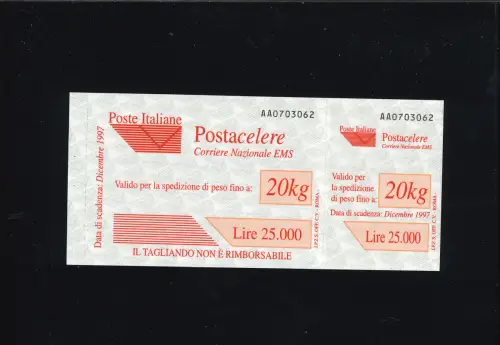 Poste Italiane
AA0703062
Postacelere
Corriere Nazionale EMS
Data di scadenza: Dicembre 1997
Valido per la spedizione di peso fino a:
20kg
Lire 25.000
IL TAGLIANDO NON È RIMBORSABILE
AA0703062
Poste Italiane
Postacelere
Corriere Nazionale EMS
Valido per
la spedizione
di peso fino a:
20kg
Data di scadenza: Dicembre 1997
Lire 25.000